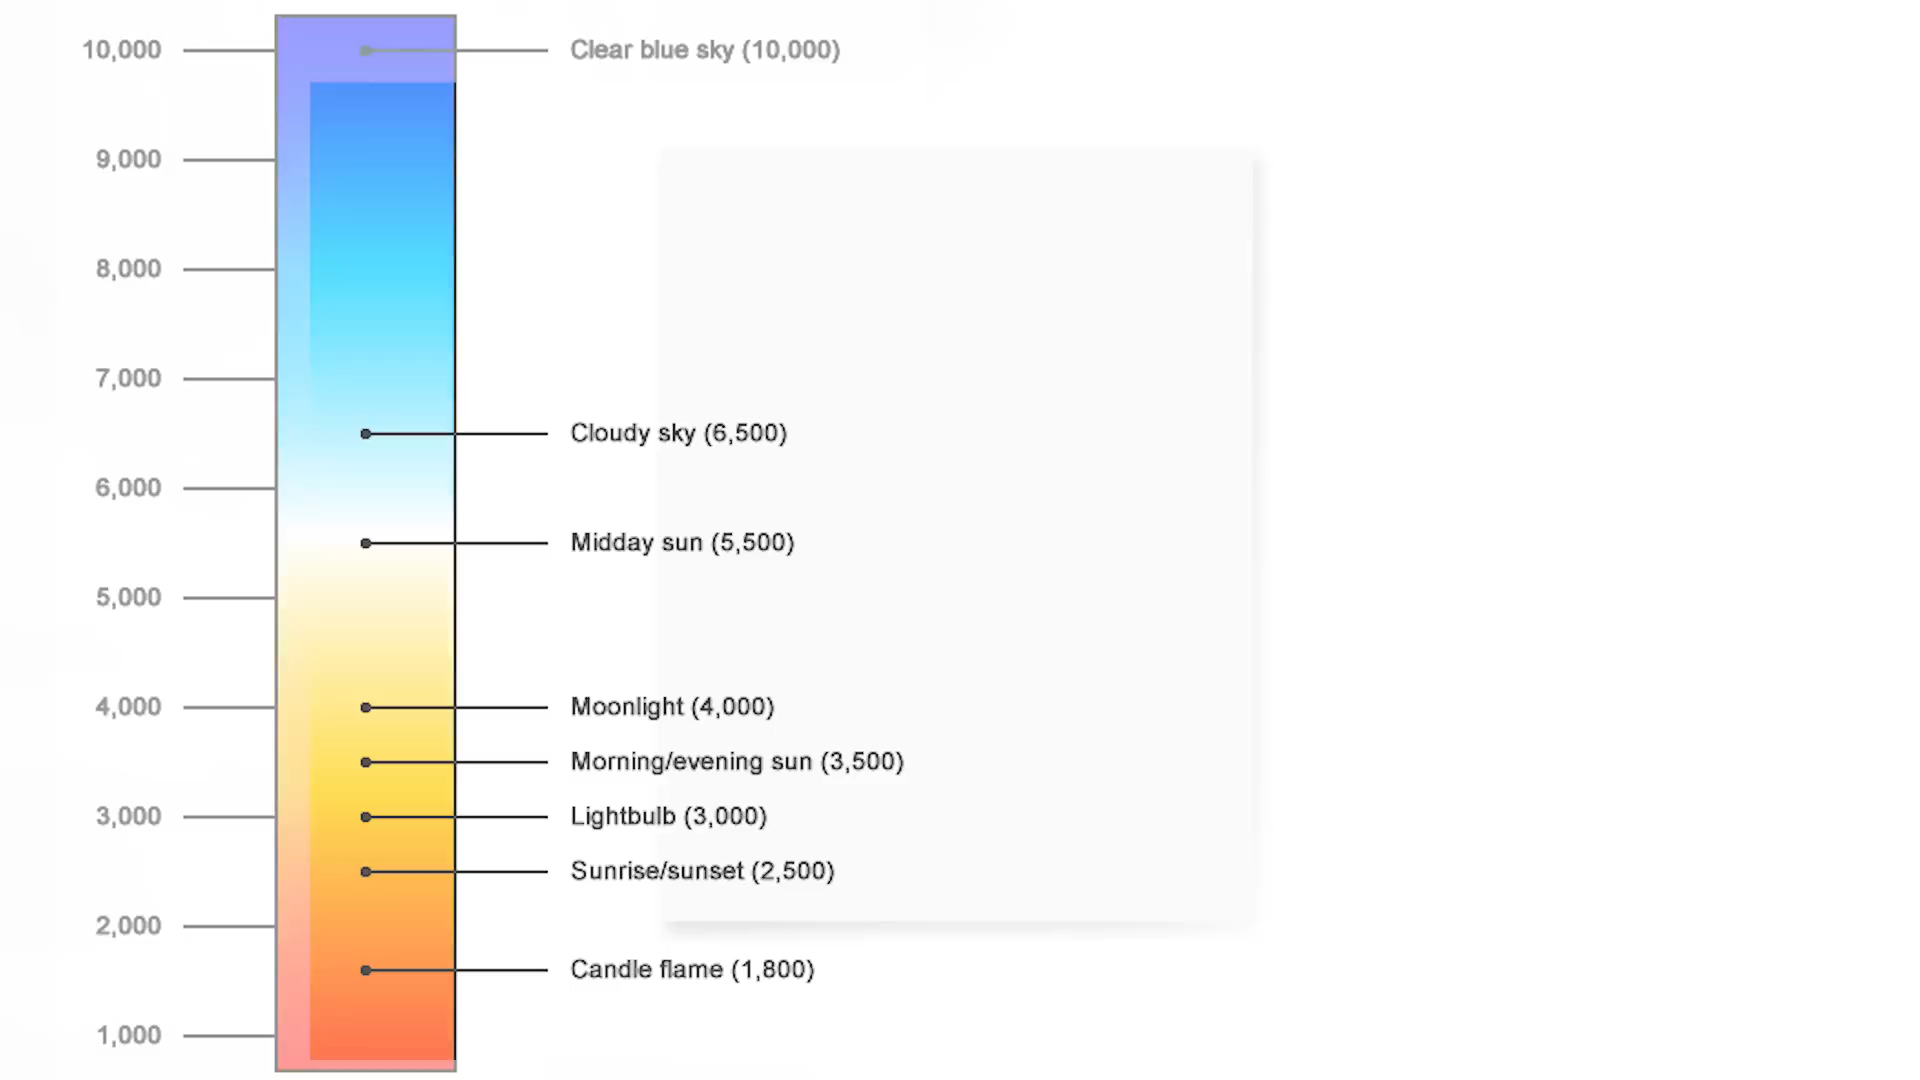 10,000 Clear blue sky (10,000)
9,000
8,000
7,000
Cloudy sky (6,500)
6,000
Midday sun (5,500)
5,000
4,000 Moonlight (4,000)
Morning/evening sun (3,500)
3,000 Lightbulb (3,000)
Sunrise/sunset (2,500)
2,000
Candle flame (1,800)
1,000